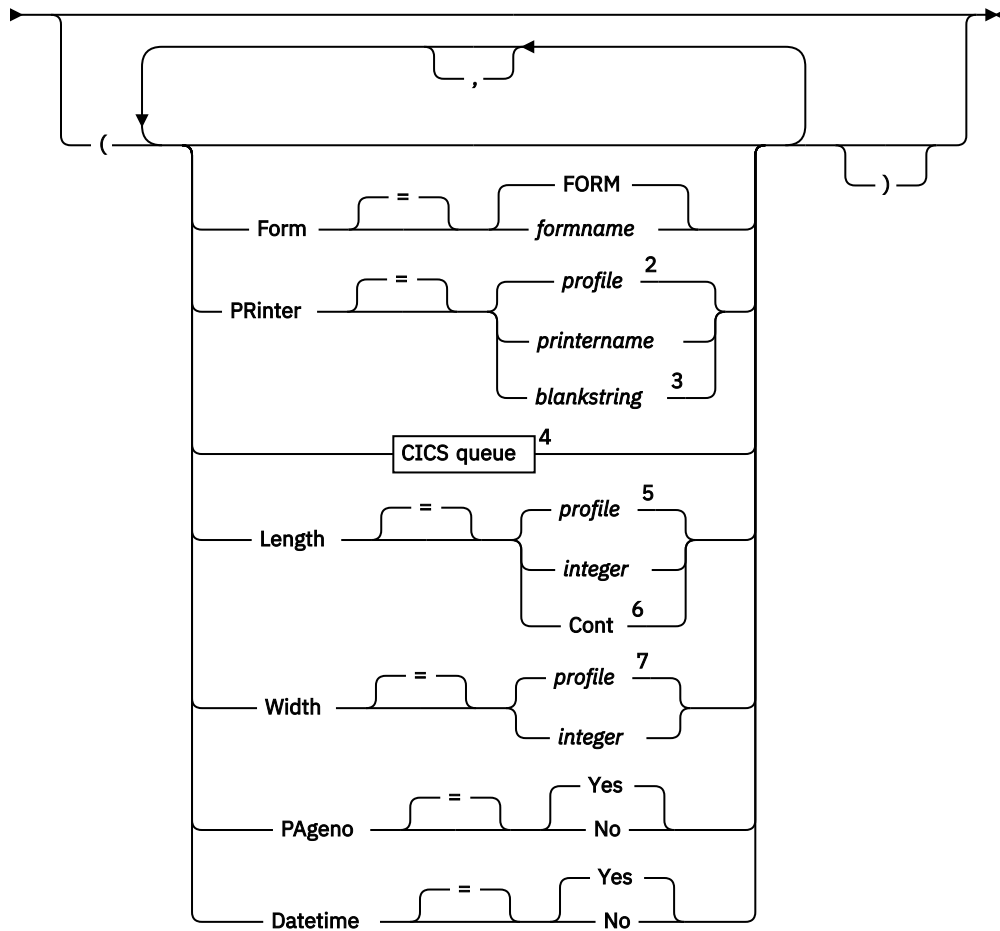 ,
(
)
=
FORM
Form
formname
=
profile 2
PRinter
printername
blankstring 3
CICS queue 4
=
profile 5
Length
integer
Cont 6
=
profile 7
Width
integer
=
Yes
PAgeno
No
=
Yes
Datetime
No